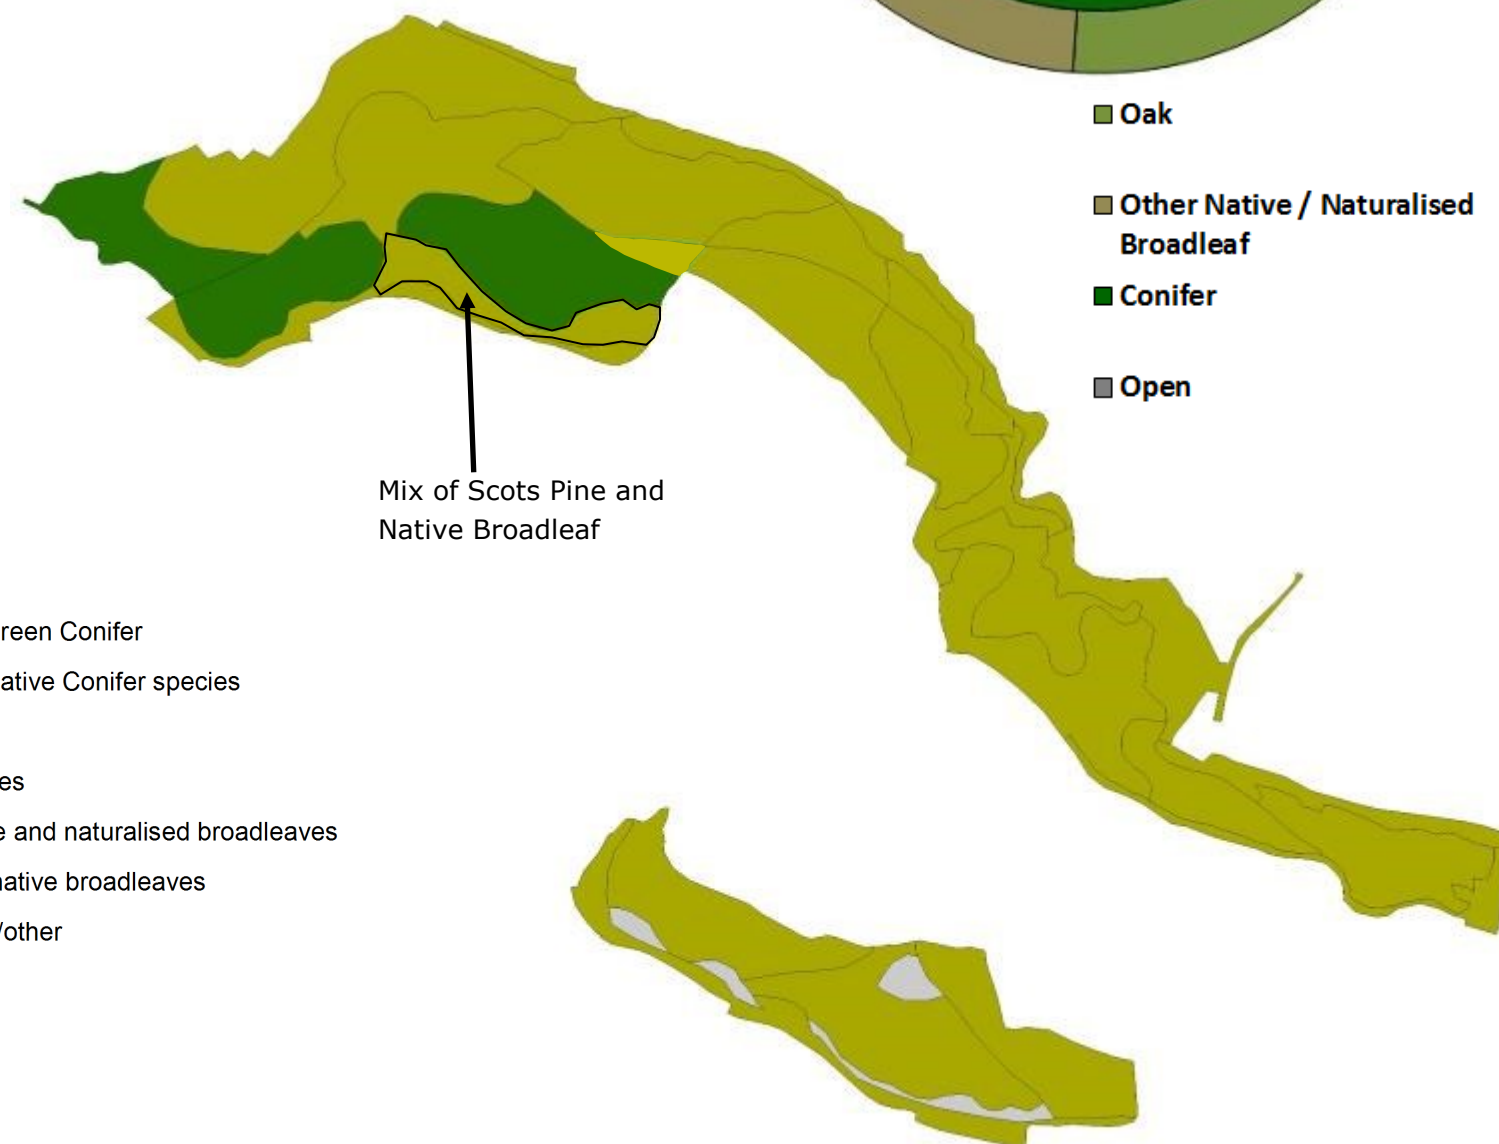 Oak
Other Native / Naturalised
Broadleaf
Conifer
Open
Mix of Scots Pine and
Native Broadleaf
reen Conifer
ative Conifer species
es
e and naturalised broadleaves
native broadleaves
/other